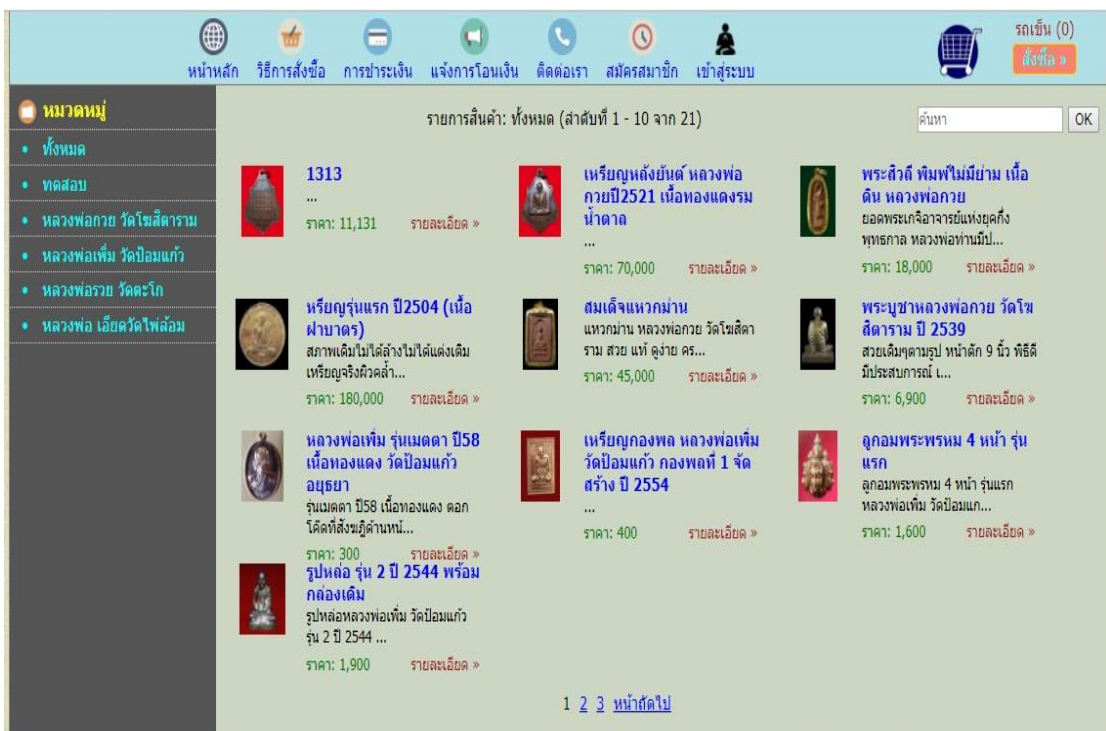 หน้าหลัก วิธีการสั่งซื้อ การชำระเงิน แจ้งการโอนเงิน ติดต่อเรา สมัครสมาชิก เข้าสู่ระบบ
รถเข็น (0)
สั่งซื้อ »
หมวดหมู่
• ทั้งหมด
• ทดสอบ
• หลวงพ่อกวย วัดโฆสิตาราม
• หลวงพ่อเพิ่ม วัดป้อมแก้ว
• หลวงพ่อรวย วัดตะโก
• หลวงพ่อ เอียดวัดไพ่ล้อม
รายการสินค้า: ทั้งหมด (ลำดับที่ 1 - 10 จาก 21)
ค้นหา OK
1313
...
ราคา: 11,131 รายละเอียด »
เหรียญหลังยันต์ หลวงพ่อ
กวยปี2521 เนื้อทองแดงรม
น้ำตาล
...
ราคา: 70,000 รายละเอียด »
พระสิวลี พิมพ์ไม่มีย่าม เนื้อ
ดิน หลวงพ่อกวย
ยอดพระเกจิอาจารย์แห่งยุคกึ่ง
พุทธกาล หลวงพ่อท่านมีป...
ราคา: 18,000 รายละเอียด »
หรียญรุ่นแรก ปี2504 (เนื้อ
ฝาบาตร)
สภาพเดิมไม่ได้ล้างไม่ได้แต่งเติม
เหรียญจริงผิวคล้ำ...
ราคา: 180,000 รายละเอียด »
สมเด็จแหวกม่าน
แหวกม่าน หลวงพ่อกวย วัดโฆสิตา
ราม สวย แท้ ดูง่าย คร...
ราคา: 45,000 รายละเอียด »
พระบูชาหลวงพ่อกวย วัดโฆ
สิตาราม ปี 2539
สวยเดิมๆตามรูป หน้าตัก 9 นิ้ว พิธีดี
มีประสบการณ์ เ...
ราคา: 6,900 รายละเอียด »
หลวงพ่อเพิ่ม รุ่นเมตตา ปี58
เนื้อทองแดง วัดป้อมแก้ว
อยุธยา
รุ่นเมตตา ปี58 เนื้อทองแดง ตอก
โค๊ตที่สังฆฏิด้านหน้...
ราคา: 300 รายละเอียด »
เหรียญกองพล หลวงพ่อเพิ่ม
วัดป้อมแก้ว กองพลที่ 1 จัด
สร้าง ปี 2554
...
ราคา: 400 รายละเอียด »
ลูกอมพระพรหม 4 หน้า รุ่น
แรก
ลูกอมพระพรหม 4 หน้า รุ่นแรก
หลวงพ่อเพิ่ม วัดป้อมแก...
ราคา: 1,600 รายละเอียด »
รูปหล่อ รุ่น 2 ปี 2544 พร้อม
กล่องเดิม
รูปหล่อหลวงพ่อเพิ่ม วัดป้อมแก้ว
รุ่น 2 ปี 2544 ...
ราคา: 1,900 รายละเอียด »
1 2 3 หน้าถัดไป